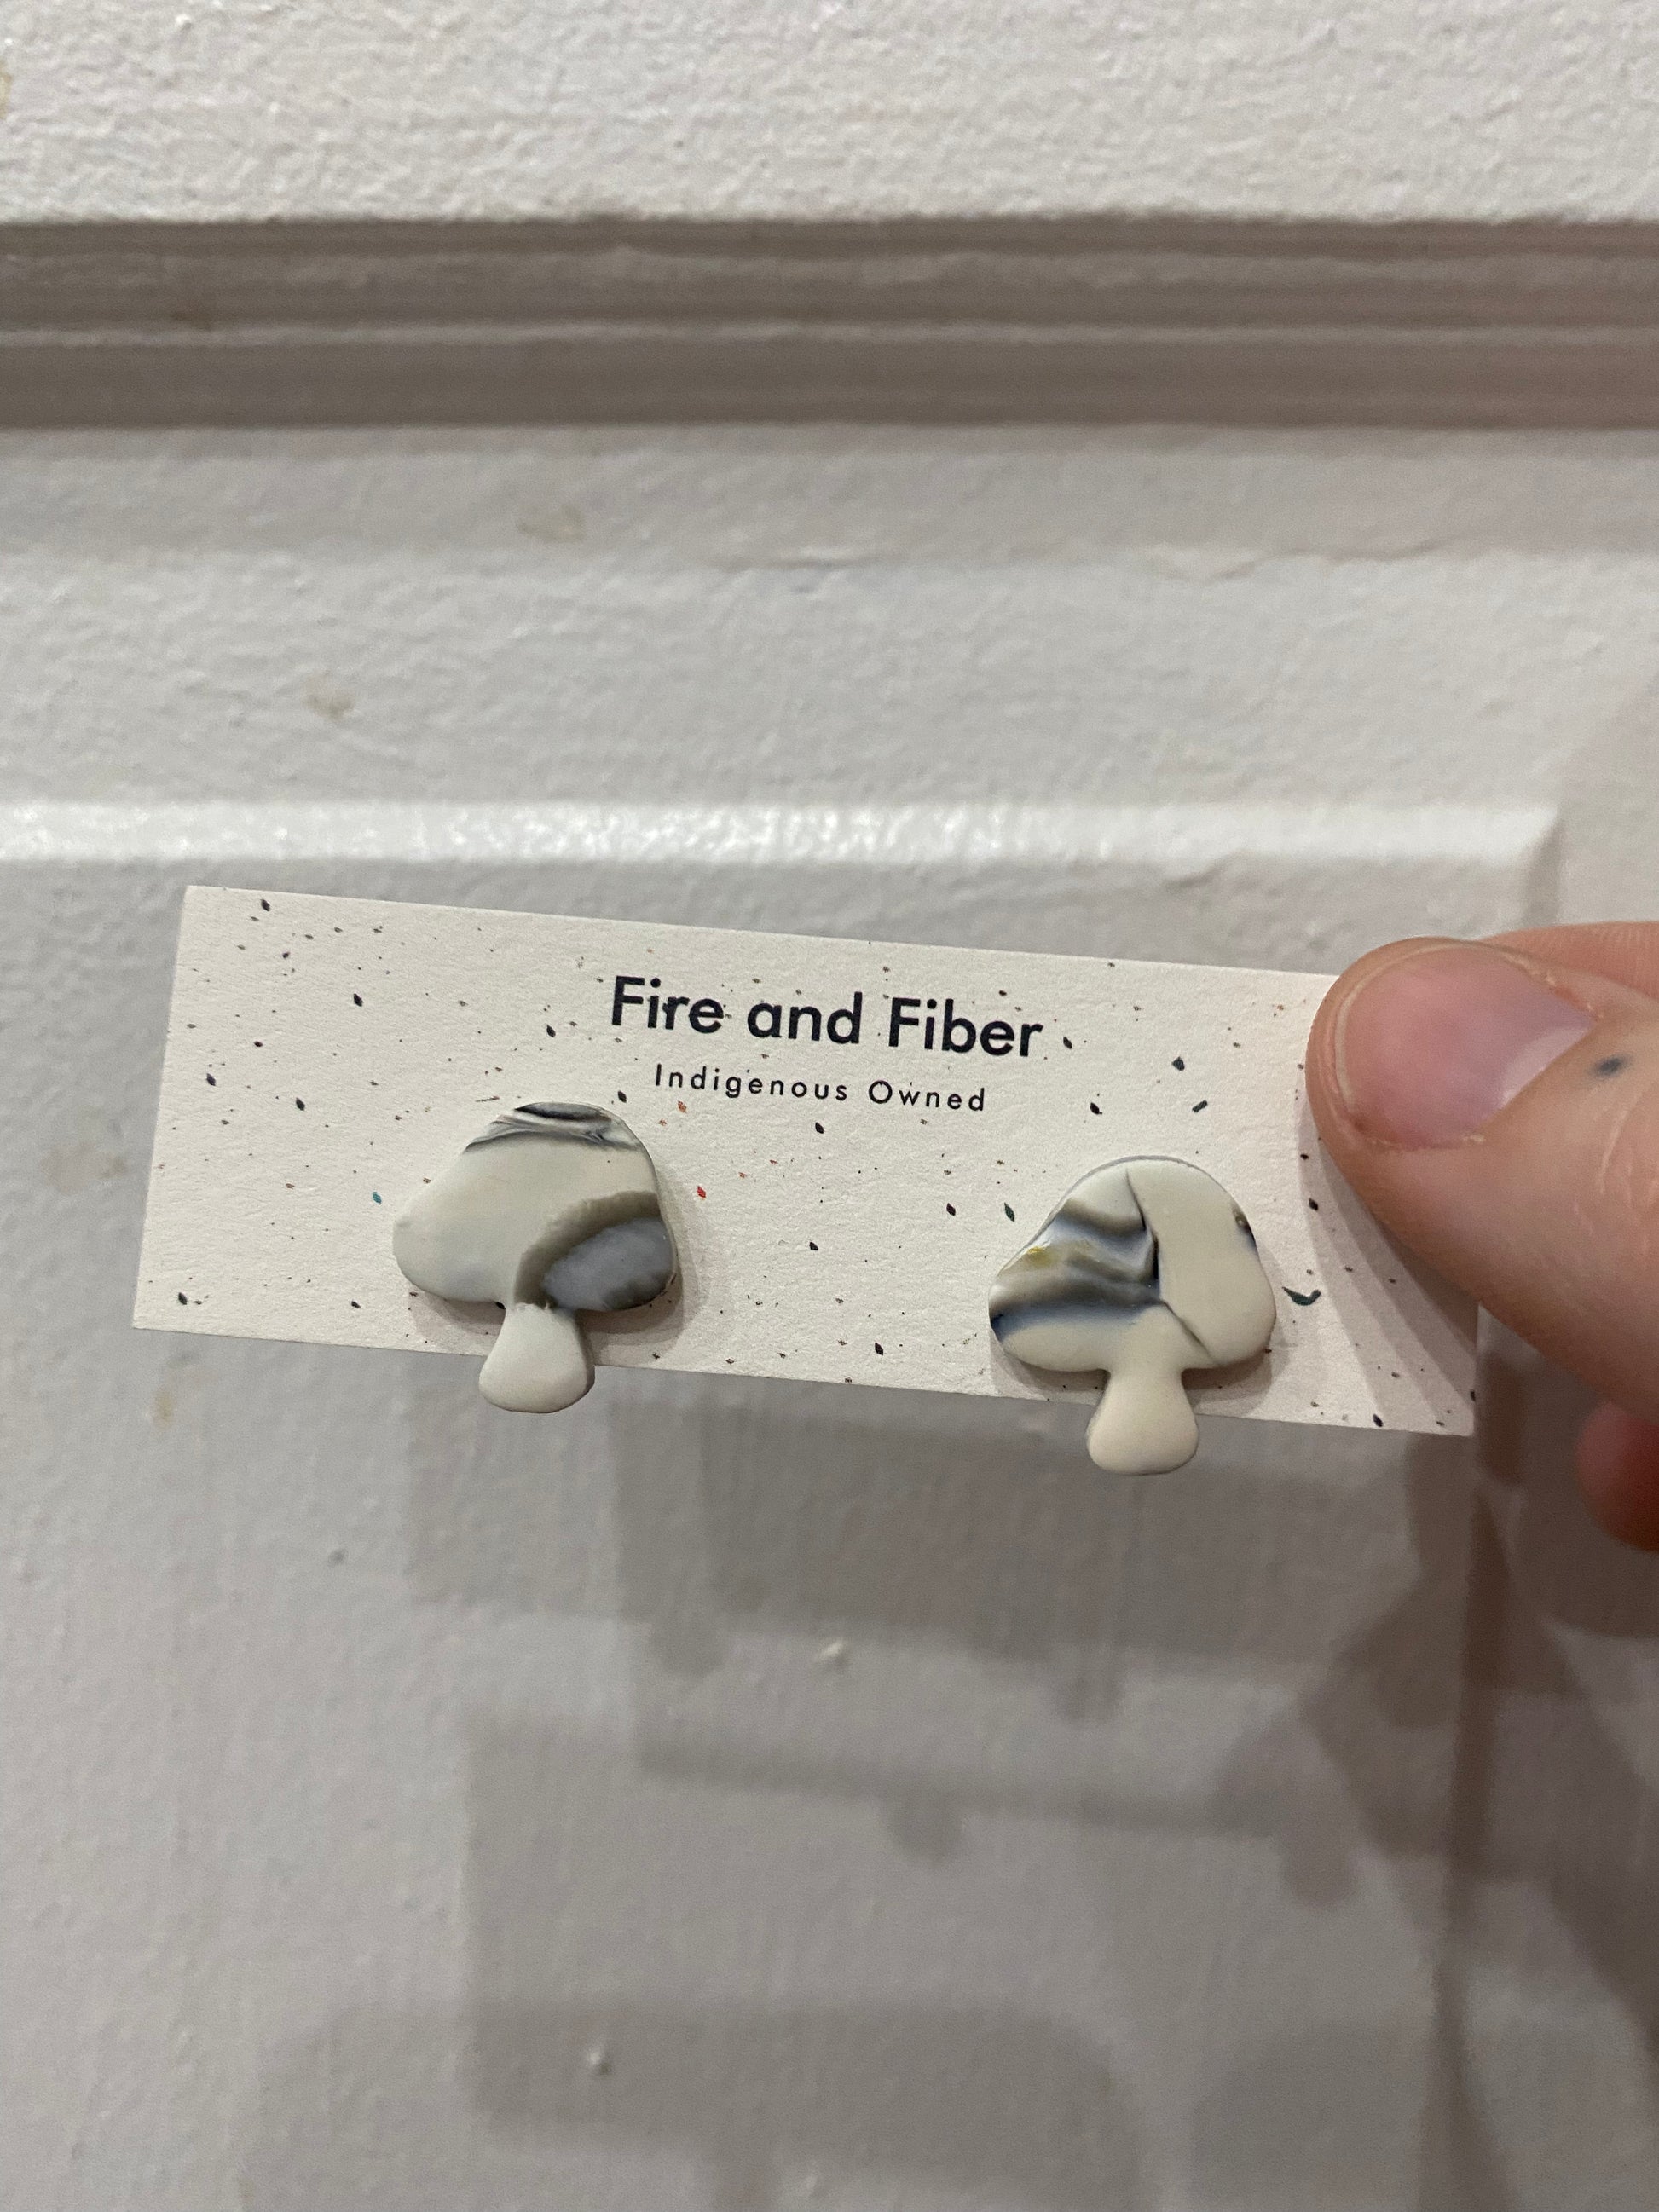 Fire and Fiber
Indigenous Owned